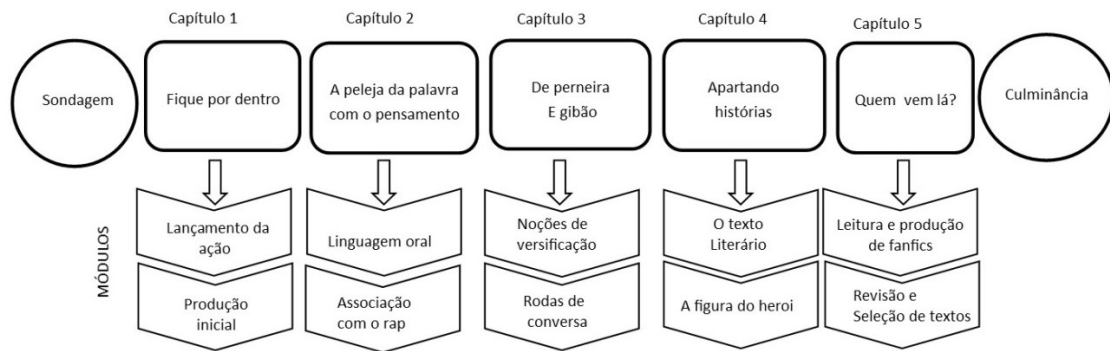 Capítulo 1
Capítulo 2
Capítulo 3
Capítulo 4
Capítulo 5
Sondagem
Fique por dentro
A peleja da palavra
com o pensamento
De perneira
E gibão
Apartando
histórias
Quem vem lá?
Culminância
MÓDULOS
Lançamento da
ação
Linguagem oral
Noções de
versificação
O texto
Literário
Leitura e produção
de fanfics
Produção
inicial
Associação
com o rap
Rodas de
conversa
A figura do heroi
Revisão e
Seleção de textos